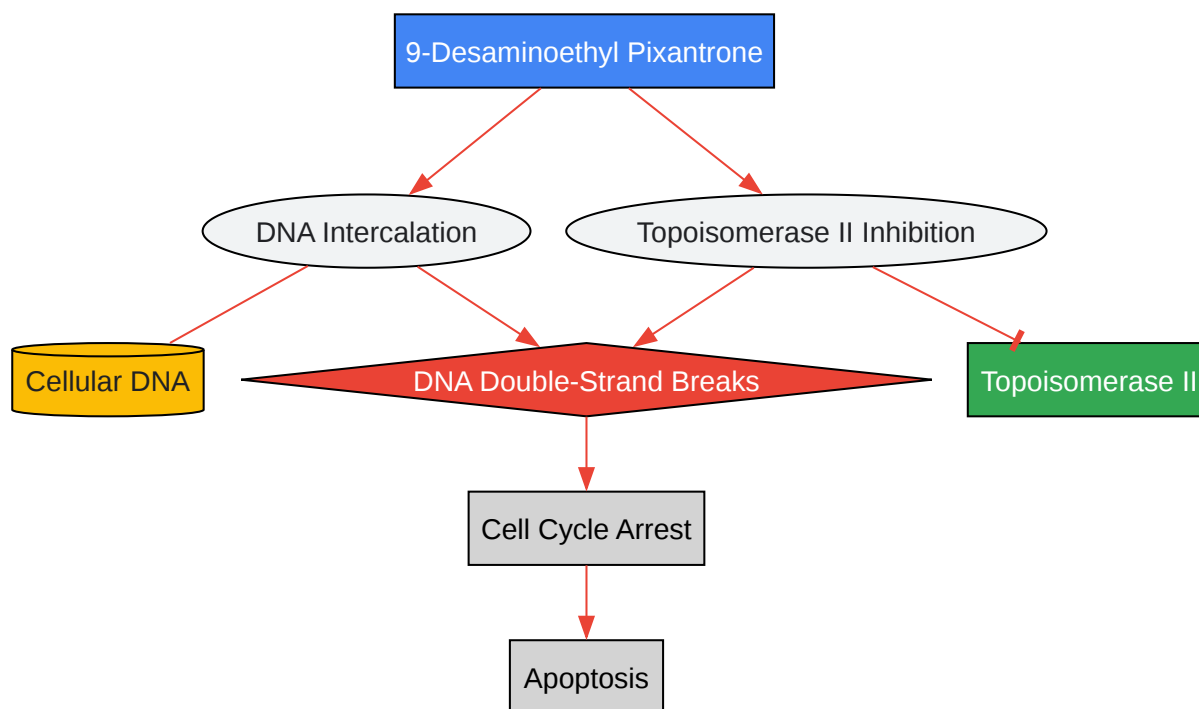 9-Desaminoethyl Pixantrone
DNA Intercalation
Topoisomerase II Inhibition
Cellular DNA
DNA Double-Strand Breaks
Topoisomerase II
Cell Cycle Arrest
Apoptosis